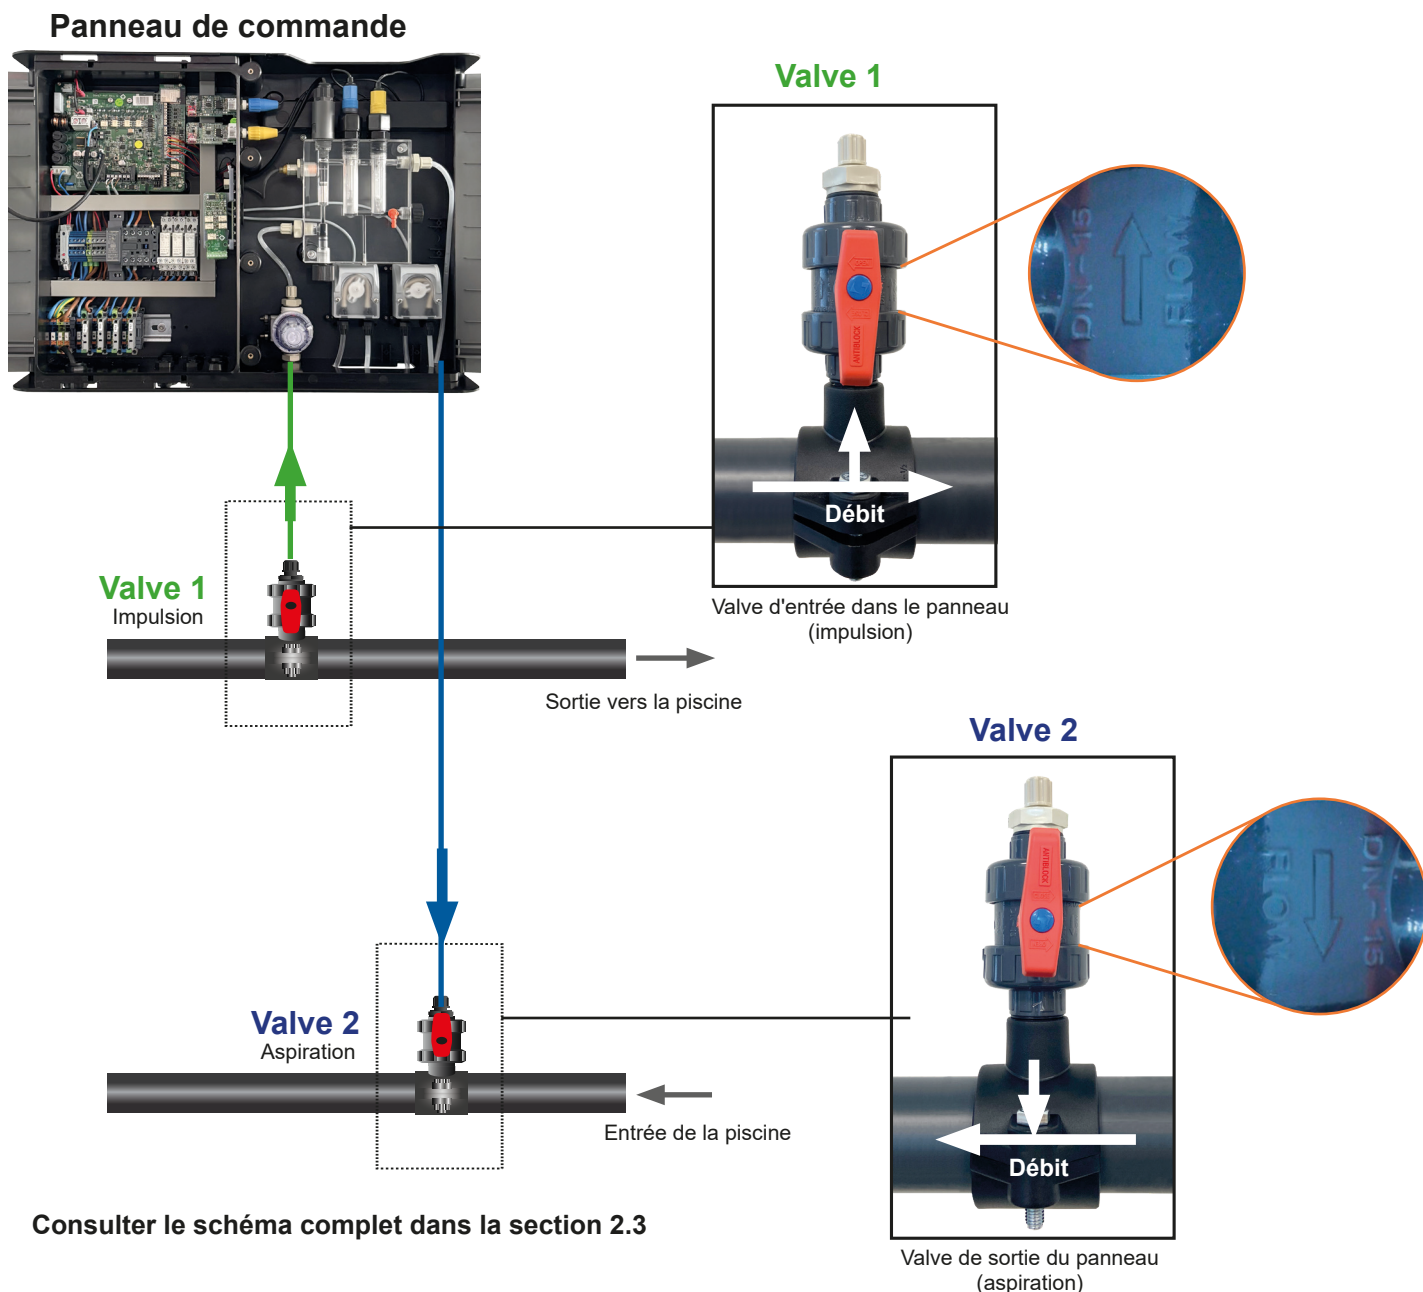 Panneau de commande
Valve 1
DN-15
FLOW
ANTIBLOCK
Débit
Valve d'entrée dans le panneau
(impulsion)
Valve 1
Impulsion
Sortie vers la piscine
Valve 2
ANTIBLOCK
FLOW
DN-15
Débit
Valve de sortie du panneau
(aspiration)
Valve 2
Aspiration
Entrée de la piscine
Consulter le schéma complet dans la section 2.3